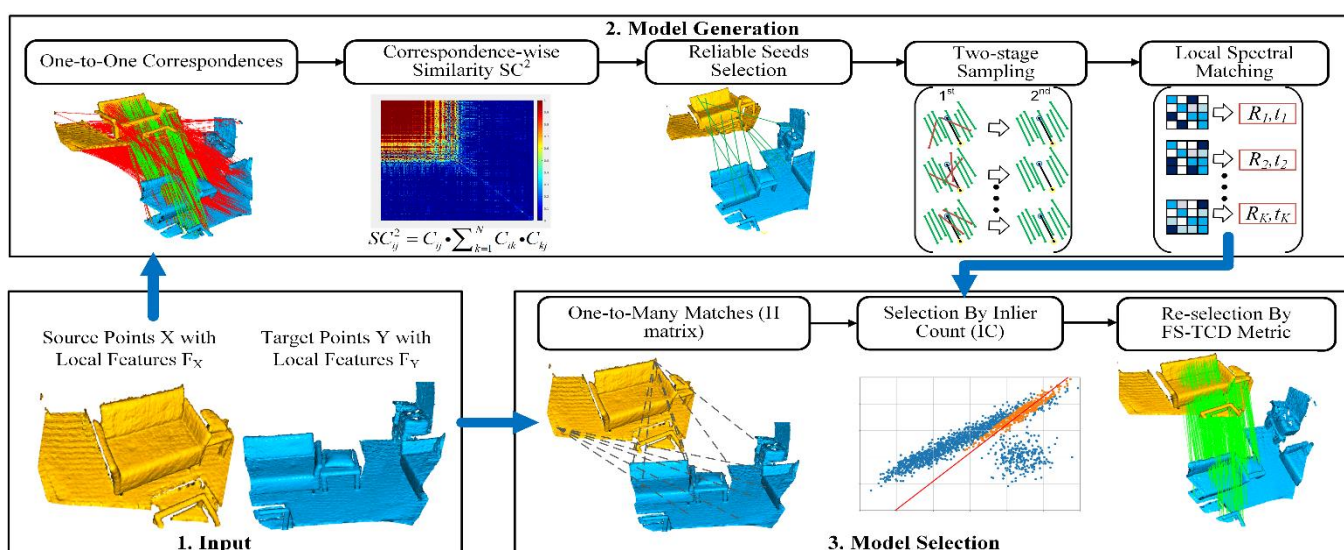 2. Model Generation
One-to-One Correspondences
Correspondence-wise
Similarity SC²
Reliable Seeds
Selection
Two-stage
Sampling
Local Spectral
Matching
1st
2nd
R1,t1
R2,t2
RK,tK
SC²ij = Cij • ∑ᴺk=1 Cik • Ckj
Source Points X with
Local Features FX
Target Points Y with
Local Features FY
1. Input
One-to-Many Matches (H
matrix)
Selection By Inlier
Count (IC)
Re-selection By
FS-TCD Metric
3. Model Selection